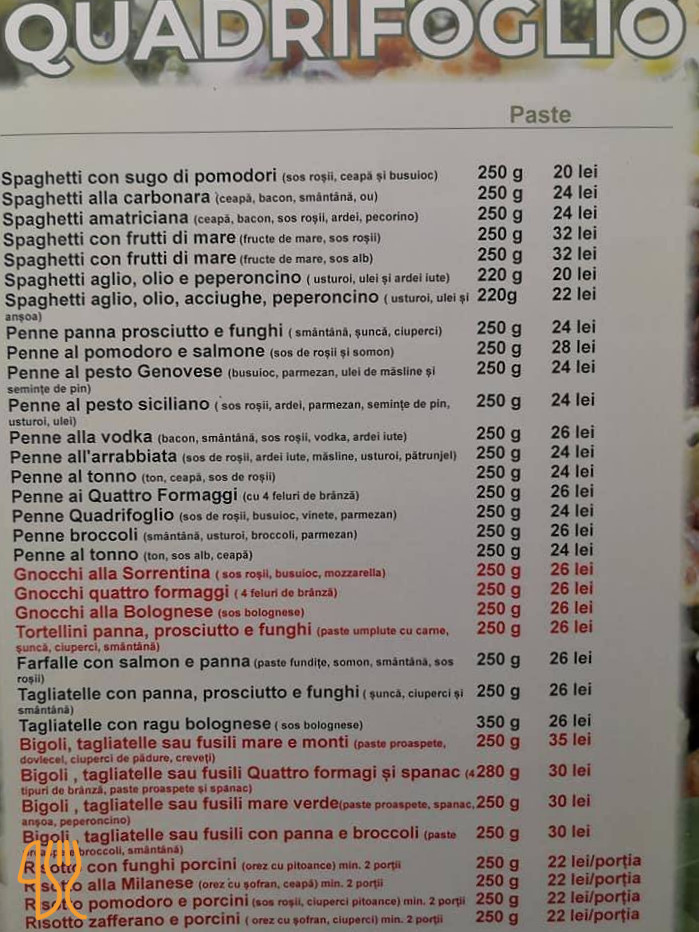 QUADRIFOGLIO
Paste
Spaghetti con sugo di pomodori (sos roșii, ceapă și busuioc) 250 g 20 lei
Spaghetti alla carbonara (ceapă, bacon, smântână, ou) 250 g 24 lei
Spaghetti amatriciana (ceapă, bacon, sos roșii, ardei, pecorino) 250 g 24 lei
Spaghetti con frutti di mare (fructe de mare, sos roșii) 250 g 32 lei
Spaghetti con frutti di mare (fructe de mare, sos alb) 250 g 32 lei
Spaghetti aglio, olio e peperoncino ( usturoi, ulei și ardei iute) 220 g 20 lei
Spaghetti aglio, olio, acciughe, peperoncino ( usturoi, ulei și 220g 22 lei
anșoa)
Penne panna prosciutto e funghi ( smântână, șuncă, ciuperci) 250 g 24 lei
Penne al pomodoro e salmone (sos de roșii și somon) 250 g 28 lei
Penne al pesto Genovese (busuioc, parmezan, ulei de măsline și 250 g 24 lei
semințe de pin)
Penne al pesto siciliano ( sos roșii, ardei, parmezan, semințe de pin, 250 g 24 lei
usturoi, ulei)
Penne alla vodka (bacon, smântână, sos roșii, vodka, ardei iute) 250 g 26 lei
Penne all'arrabbiata (sos de roșii, ardei iute, măsline, usturoi, pătrunjel) 250 g 24 lei
Penne al tonno (ton, ceapă, sos de roșii) 250 g 24 lei
Penne ai Quattro Formaggi (cu 4 feluri de brânză) 250 g 26 lei
Penne Quadrifoglio (sos de roșii, busuioc, vinete, parmezan) 250 g 24 lei
Penne broccoli (smântână, usturoi, broccoli, parmezan) 250 g 26 lei
Penne al tonno (ton, sos alb, ceapă) 250 g 24 lei
Gnocchi alla Sorrentina ( sos roșii, busuioc, mozzarella) 250 g 26 lei
Gnocchi quattro formaggi ( 4 feluri de brânză) 250 g 26 lei
Gnocchi alla Bolognese (sos bolognese) 250 g 26 lei
Tortellini panna, prosciutto e funghi (paste umplute cu carne, 250 g 26 lei
șuncă, ciuperci, smântână)
Farfalle con salmon e panna (paste fundițe, somon, smântână, sos 250 g 26 lei
roșii)
Tagliatelle con panna, prosciutto e funghi ( șuncă, ciuperci și 250 g 26 lei
smântână)
Tagliatelle con ragu bolognese ( sos bolognese) 350 g 26 lei
Bigoli, tagliatelle sau fusili mare e monti (paste proaspete, 250 g 35 lei
dovlecel, ciuperci de pădure, creveți)
Bigoli , tagliatelle sau fusili Quattro formagi și spanac (4 280 g 30 lei
tipuri de brânză, paste proaspete și spanac)
Bigoli , tagliatelle sau fusili mare verde(paste proaspete, spanac, 250 g 30 lei
anșoa, peperoncino)
Bigoli , tagliatelle sau fusili con panna e broccoli (paste 250 g 30 lei
broccoli, smântână)
Risotto con funghi porcini (orez cu pitoance) min. 2 porții 250 g 22 lei/porția
Risotto alla Milanese (orez cu șofran, ceapă) min. 2 porții 250 g 22 lei/porția
Risotto pomodoro e porcini (sos roșii, ciuperci pitoance) min. 2 porții 250 g 22 lei/porția
Risotto zafferano e porcini ( orez cu șofran, ciuperci) min. 2 porții 250 g 22 lei/porția